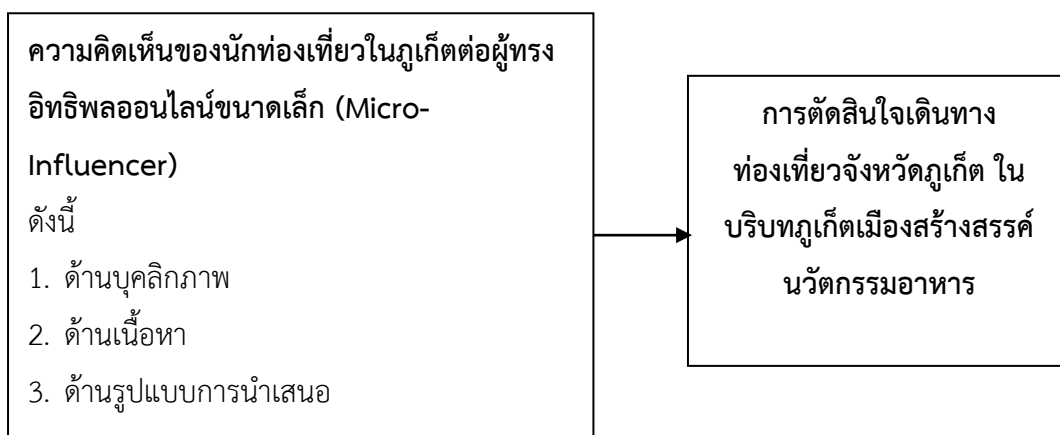 ความคิดเห็นของนักท่องเที่ยวในภูเก็ตต่อผู้ทรง
อิทธิพลออนไลน์ขนาดเล็ก (Micro-
Influencer)
ดังนี้
1. ด้านบุคลิกภาพ
2. ด้านเนื้อหา
3. ด้านรูปแบบการนำเสนอ
การตัดสินใจเดินทาง
ท่องเที่ยวจังหวัดภูเก็ต ใน
บริบทภูเก็ตเมืองสร้างสรรค์
นวัตกรรมอาหาร